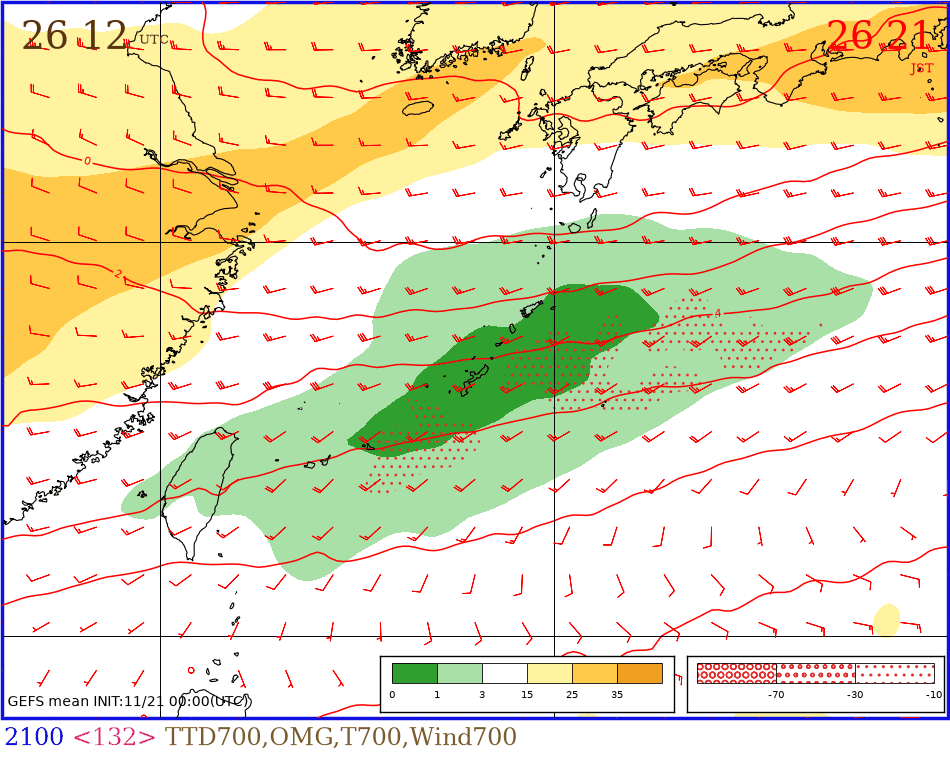 26 12 UTC 26 21
JST
0
2
4
GEFS mean INIT:11/21 00:00(UTC)
0 1 3 15 25 35
-70 -30 -10
2100 <132> TTD700,OMG,T700,Wind700